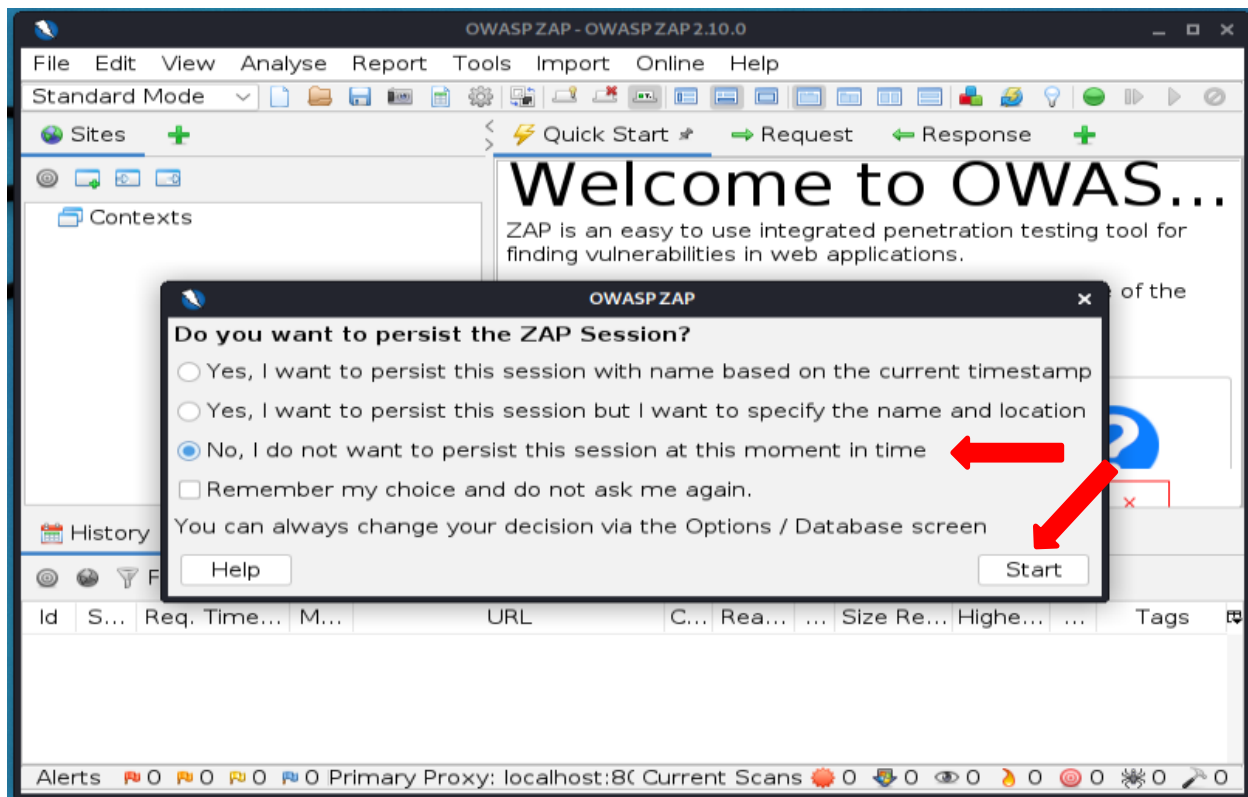 OWASP ZAP - OWASP ZAP 2.10.0
File Edit View Analyse Report Tools Import Online Help
Standard Mode
Sites
Quick Start Request Response
Contexts
Welcome to OWAS...
ZAP is an easy to use integrated penetration testing tool for
finding vulnerabilities in web applications.
of the
OWASP ZAP
Do you want to persist the ZAP Session?
Yes, I want to persist this session with name based on the current timestamp
Yes, I want to persist this session but I want to specify the name and location
No, I do not want to persist this session at this moment in time
Remember my choice and do not ask me again.
You can always change your decision via the Options / Database screen
Help Start
History
F
Id S... Req. Time... M... URL C... Rea... ... Size Re... Highe... ... Tags
Alerts 0 0 0 0 Primary Proxy: localhost:8( Current Scans 0 0 0 0 0 0 0